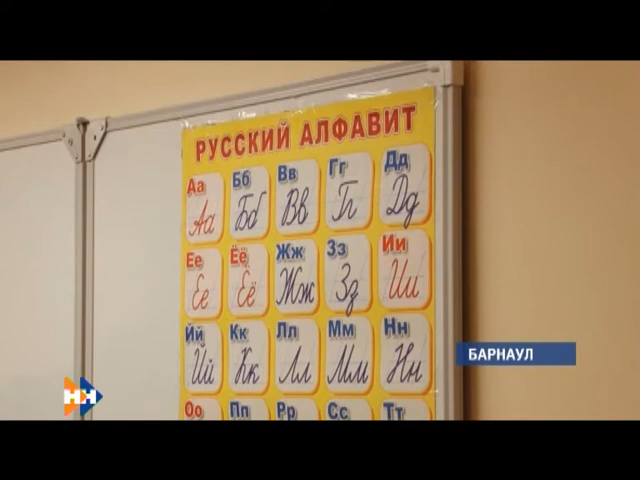 РУССКИЙ АЛФАВИТ
Аа Бб Вв Гг Дд
Аа Бб Вв Гг Дд
Ее Ёё Жж Зз Ии
Ее Ёё Жж Зз Ии
Йй Кк Лл Мм Нн
Йй Кк Лл Мм Нн
Оо Пп Рр Сс Тт
БАРНАУЛ
НН